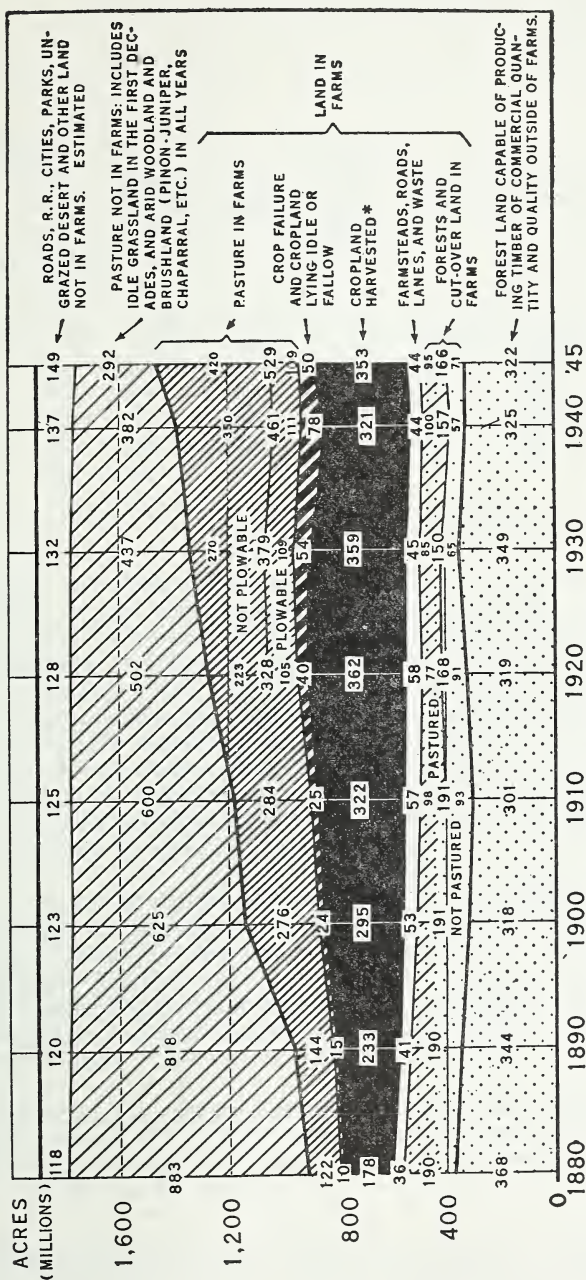 ACRES
(MILLIONS)
1,600
1,200
800
400
0
118 120 123 125 128 132 137 149
883 818 625 600 502 437 382 292
122 144 276 284 328 379 461 529
223 270 350 420
NOT PLOWABLE
105 109 111 109
PLOWABLE
10 15 24 25 40 54 78 50
178 233 295 322 362 359 321 353
36 41 53 57 58 45 44 44
98 77 85 100 95
PASTURED
190 190 191 191 168 150 157 166
NOT PASTURED
93 91 65 57 71
368 344 318 301 319 349 325 322
1880 1890 1900 1910 1920 1930 1940 45
ROADS, R.R., CITIES, PARKS, UN-
GRAZED DESERT AND OTHER LAND
NOT IN FARMS. ESTIMATED
PASTURE NOT IN FARMS: INCLUDES
IDLE GRASSLAND IN THE FIRST DEC-
ADES, AND ARID WOODLAND AND
BRUSHLAND (PINON-JUNIPER,
CHAPARRAL, ETC.) IN ALL YEARS
PASTURE IN FARMS
CROP FAILURE
AND CROPLAND
LYING IDLE OR
FALLOW
CROPLAND
HARVESTED*
FARMSTEADS, ROADS,
LANES, AND WASTE
FORESTS AND
CUT-OVER LAND IN
FARMS
LAND IN
FARMS
FOREST LAND CAPABLE OF PRODUC-
ING TIMBER OF COMMERCIAL QUAN-
TITY AND QUALITY OUTSIDE OF FARMS.